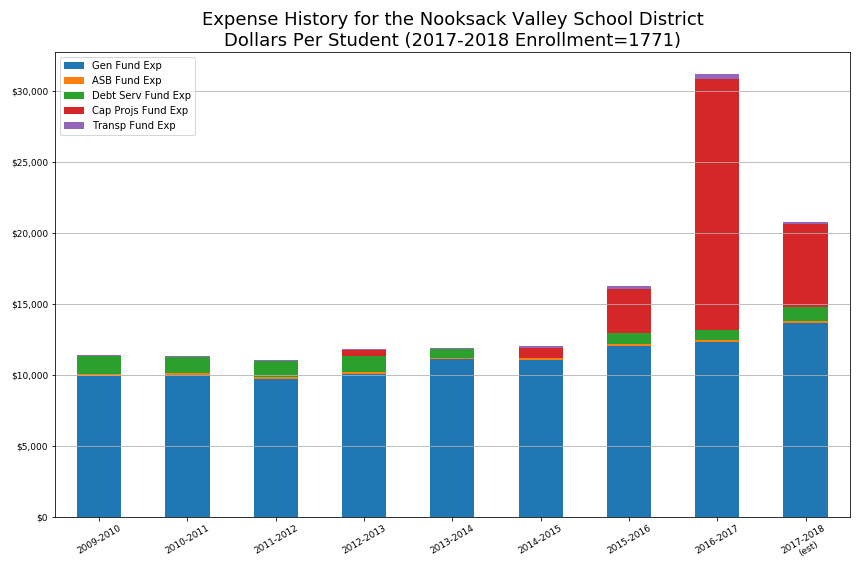 Expense History for the Nooksack Valley School District
Dollars Per Student (2017-2018 Enrollment=1771)
Gen Fund Exp
ASB Fund Exp
Debt Serv Fund Exp
Cap Projs Fund Exp
Transp Fund Exp
$30,000
$25,000
$20,000
$15,000
$10,000
$5,000
$0
2009-2010
2010-2011
2011-2012
2012-2013
2013-2014
2014-2015
2015-2016
2016-2017
2017-2018
(est)